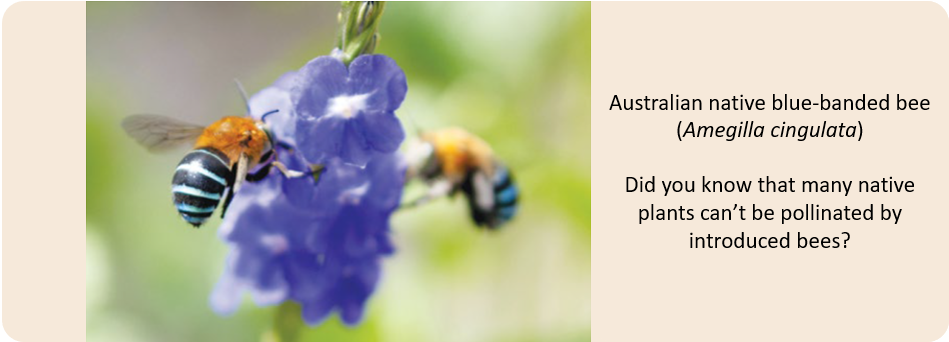 Australian native blue-banded bee
(Amegilla cingulata)
Did you know that many native
plants can’t be pollinated by
introduced bees?